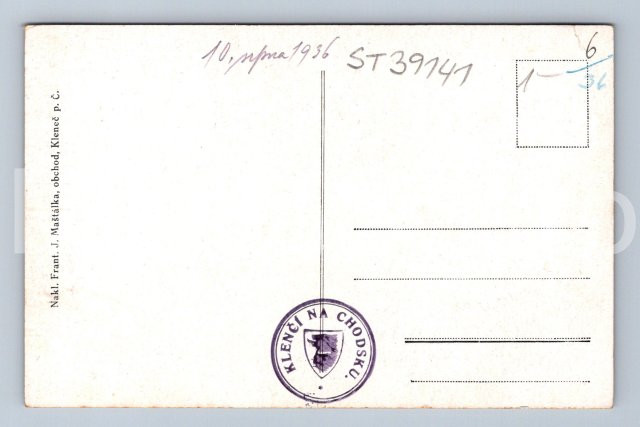 10. srpna 1936
ST39141
6
36
1—
Nakl. Frant. J. Maštálka, obchod, Kleneč p. Č.
KLENČÍ NA CHODSKU.